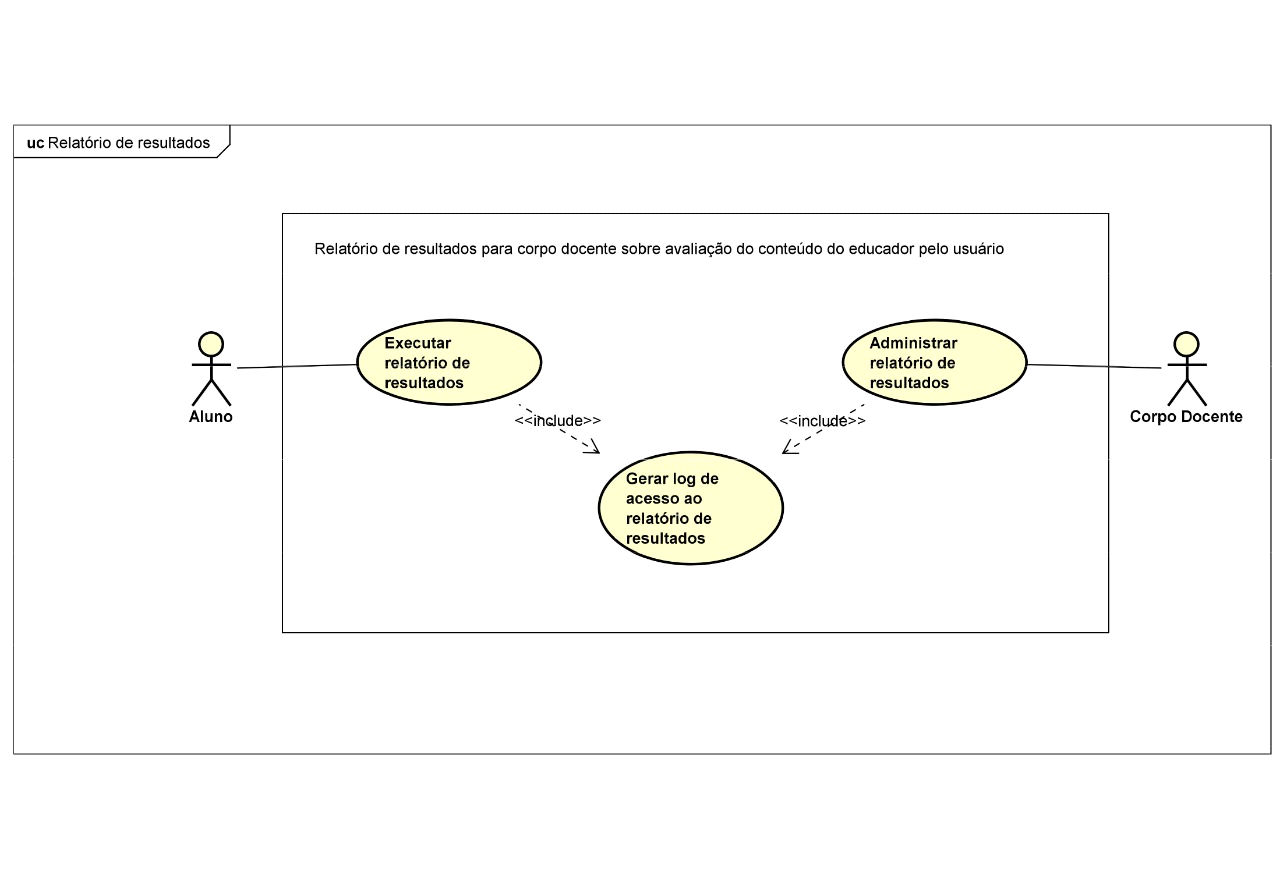 uc Relatório de resultados
Relatório de resultados para corpo docente sobre avaliação do conteúdo do educador pelo usuário
Executar
relatório de
resultados
Administrar
relatório de
resultados
Aluno
Corpo Docente
<<include>>
<<include>>
Gerar log de
acesso ao
relatório de
resultados